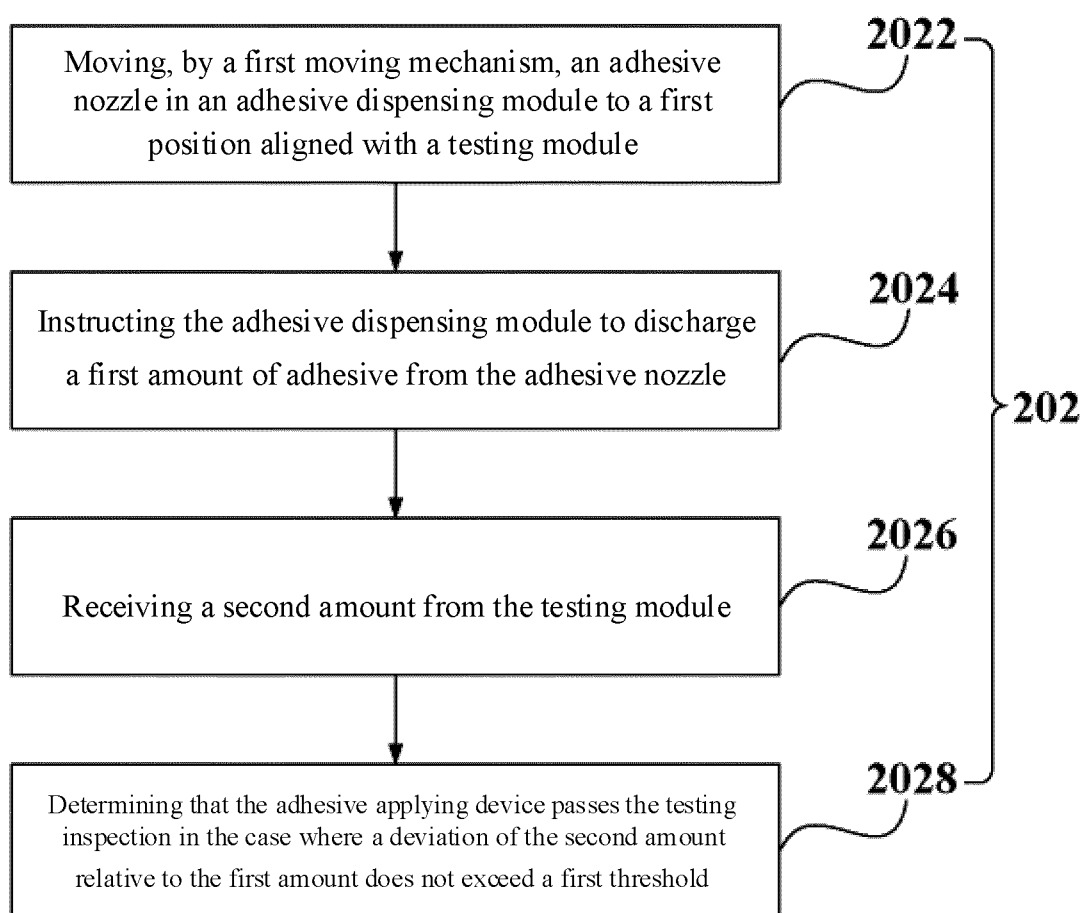 2022
Moving, by a first moving mechanism, an adhesive
nozzle in an adhesive dispensing module to a first
position aligned with a testing module
2024
Instructing the adhesive dispensing module to discharge
a first amount of adhesive from the adhesive nozzle
202
2026
Receiving a second amount from the testing module
2028
Determining that the adhesive applying device passes the testing
inspection in the case where a deviation of the second amount
relative to the first amount does not exceed a first threshold